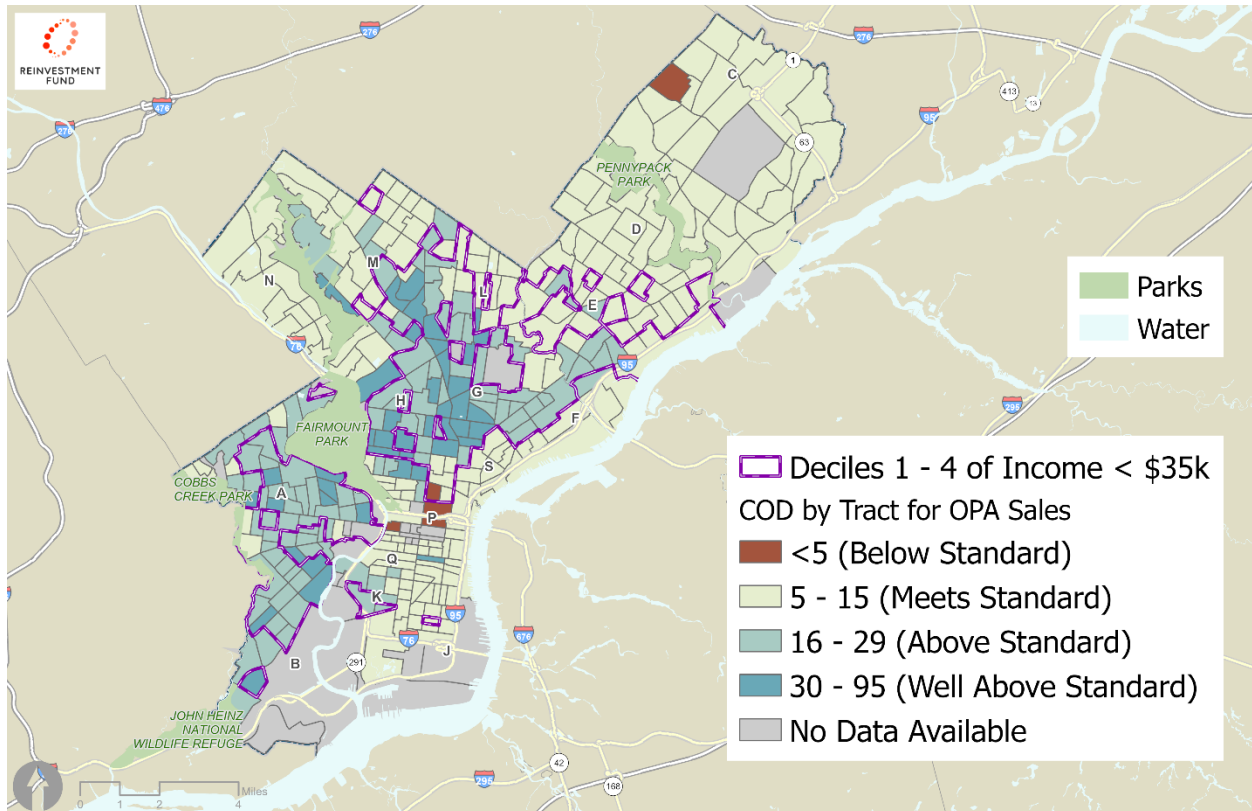 REINVESTMENT
FUND
276
276
476
276
1
C
413
13
63
95
PENNYPACK
PARK
D
M
N
L
E
76
95
G
H
F
295
FAIRMOUNT
PARK
S
COBBS
CREEK PARK
A
P
Q
K
95
76
676
J
B
291
JOHN HEINZ
NATIONAL
WILDLIFE REFUGE
42
295
168
0 1 2 4
Miles
Parks
Water
Deciles 1 - 4 of Income < $35k
COD by Tract for OPA Sales
<5 (Below Standard)
5 - 15 (Meets Standard)
16 - 29 (Above Standard)
30 - 95 (Well Above Standard)
No Data Available